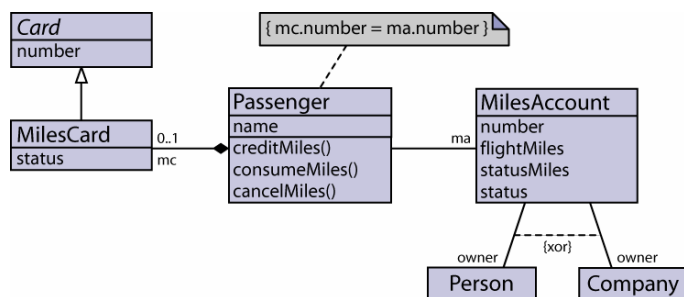 Card
number
{ mc.number = ma.number }
MilesCard
status
0..1
mc
Passenger
name
creditMiles()
consumeMiles()
cancelMiles()
ma
MilesAccount
number
flightMiles
statusMiles
status
{xor}
owner
owner
Person
Company